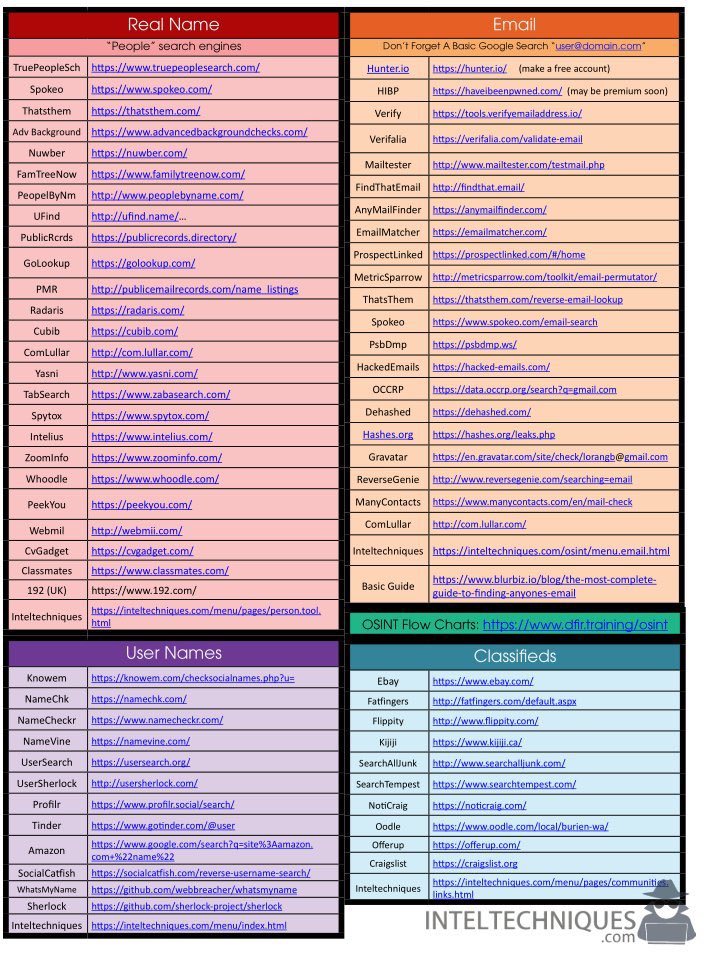 Real Name
"People" search engines
TruePeopleSch https://www.truepeoplesearch.com/
Spokeo https://www.spokeo.com/
Thatsthem https://thatsthem.com/
Adv Background https://www.advancedbackgroundchecks.com/
Nuwber https://nuwber.com/
FamTreeNow https://www.familytreenow.com/
PeopelByNm http://www.peoplebyname.com/
UFind http://ufind.name/...
PublicRcrds https://publicrecords.directory/
GoLookup https://golookup.com/
PMR http://publicemailrecords.com/name_listings
Radaris https://radaris.com/
Cubib https://cubib.com/
ComLullar http://com.lullar.com/
Yasni http://www.yasni.com/
TabSearch https://www.zabasearch.com/
Spytox https://www.spytox.com/
Intelius https://www.intelius.com/
ZoomInfo https://www.zoominfo.com/
Whoodle https://www.whoodle.com/
PeekYou https://peekyou.com/
Webmil http://webmii.com/
CvGadget https://cvgadget.com/
Classmates https://www.classmates.com/
192 (UK) https://www.192.com/
Inteltechniques https://inteltechniques.com/menu/pages/person.tool.
html
User Names
Knowem https://knowem.com/checksocialnames.php?u=
NameChk https://namechk.com/
NameCheckr https://www.namecheckr.com/
NameVine https://namevine.com/
UserSearch https://usersearch.org/
UserSherlock http://usersherlock.com/
Profilr https://www.profilr.social/search/
Tinder https://www.gotinder.com/@user
Amazon https://www.google.com/search?q=site%3Aamazon.
com+%22name%22
SocialCatfish https://socialcatfish.com/reverse-username-search/
WhatsMyName https://github.com/webbreacher/whatsmyname
Sherlock https://github.com/sherlock-project/sherlock
Inteltechniques https://inteltechniques.com/menu/index.html
Email
Don't Forget A Basic Google Search "user@domain.com"
Hunter.io https://hunter.io/ (make a free account)
HIBP https://haveibeenpwned.com/ (may be premium soon)
Verify https://tools.verifyemailaddress.io/
Verifalia https://verifalia.com/validate-email
Mailtester http://www.mailtester.com/testmail.php
FindThatEmail http://findthat.email/
AnyMailFinder https://anymailfinder.com/
EmailMatcher https://emailmatcher.com/
ProspectLinked https://prospectlinked.com/#/home
MetricSparrow http://metricsparrow.com/toolkit/email-permutator/
ThatsThem https://thatsthem.com/reverse-email-lookup
Spokeo https://www.spokeo.com/email-search
PsbDmp https://psbdmp.ws/
HackedEmails https://hacked-emails.com/
OCCRP https://data.occrp.org/search?q=gmail.com
Dehashed https://dehashed.com/
Hashes.org https://hashes.org/leaks.php
Gravatar https://en.gravatar.com/site/check/lorangb@gmail.com
ReverseGenie http://www.reversegenie.com/searching=email
ManyContacts https://www.manycontacts.com/en/mail-check
ComLullar http://com.lullar.com/
Inteltechniques https://inteltechniques.com/osint/menu.email.html
Basic Guide https://www.blurbiz.io/blog/the-most-complete-
guide-to-finding-anyones-email
OSINT Flow Charts: https://www.dfir.training/osint
Classifieds
Ebay https://www.ebay.com/
Fatfingers http://fatfingers.com/default.aspx
Flippity http://www.flippity.com/
Kijiji https://www.kijiji.ca/
SearchAllJunk http://www.searchalljunk.com/
SearchTempest https://www.searchtempest.com/
NotiCraig https://noticraig.com/
Oodle https://www.oodle.com/local/burien-wa/
Offerup https://offerup.com/
Craigslist https://craigslist.org
Inteltechniques https://inteltechniques.com/menu/pages/communities.
links.html
INTELTECHNIQUES
.com